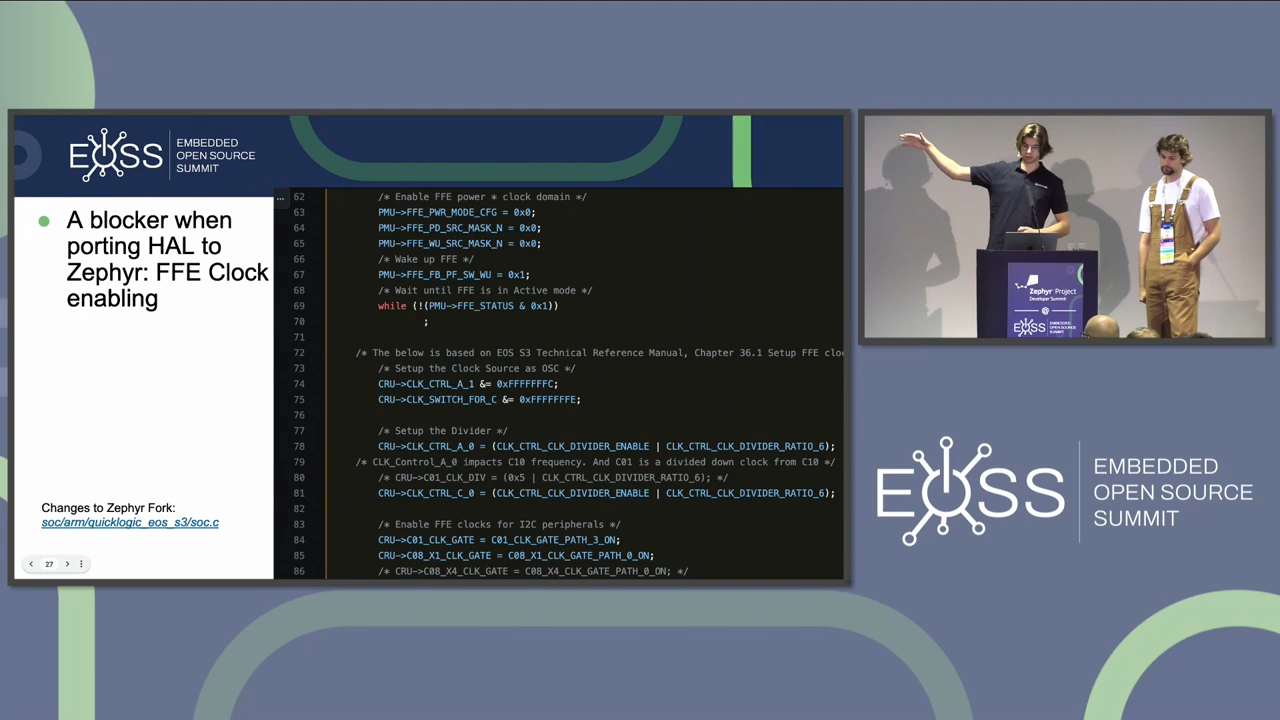 EOSS
EMBEDDED
OPEN SOURCE
SUMMIT
A blocker when
porting HAL to
Zephyr: FFE Clock
enabling
Changes to Zephyr Fork:
soc/arm/quicklogic_eos_s3/soc.c
27
62 /* Enable FFE power * clock domain */
63 PMU->FFE_PWR_MODE_CFG = 0x0;
64 PMU->FFE_PD_SRC_MASK_N = 0x0;
65 PMU->FFE_WU_SRC_MASK_N = 0x0;
66 /* Wake up FFE */
67 PMU->FFE_FB_PF_SW_WU = 0x1;
68 /* Wait until FFE is in Active mode */
69 while (!(PMU->FFE_STATUS & 0x1))
70 ;
71
72 /* The below is based on EOS S3 Technical Reference Manual, Chapter 36.1 Setup FFE clo
73 /* Setup the Clock Source as OSC */
74 CRU->CLK_CTRL_A_1 &= 0xFFFFFFFC;
75 CRU->CLK_SWITCH_FOR_C &= 0xFFFFFFFE;
76
77 /* Setup the Divider */
78 CRU->CLK_CTRL_A_0 = (CLK_CTRL_CLK_DIVIDER_ENABLE | CLK_CTRL_CLK_DIVIDER_RATIO_6);
79 /* CLK_Control_A_0 impacts C10 frequency. And C01 is a divided down clock from C10 */
80 /* CRU->C01_CLK_DIV = (0x5 | CLK_CTRL_CLK_DIVIDER_RATIO_6); */
81 CRU->CLK_CTRL_C_0 = (CLK_CTRL_CLK_DIVIDER_ENABLE | CLK_CTRL_CLK_DIVIDER_RATIO_6);
82
83 /* Enable FFE clocks for I2C peripherals */
84 CRU->C01_CLK_GATE = C01_CLK_GATE_PATH_3_ON;
85 CRU->C08_X1_CLK_GATE = C08_X1_CLK_GATE_PATH_0_ON;
86 /* CRU->C08_X4_CLK_GATE = C08_X4_CLK_GATE_PATH_0_ON; */
Zephyr Project
Developer Summit
@
EOSS
EOSS
EMBEDDED
OPEN SOURCE
SUMMIT